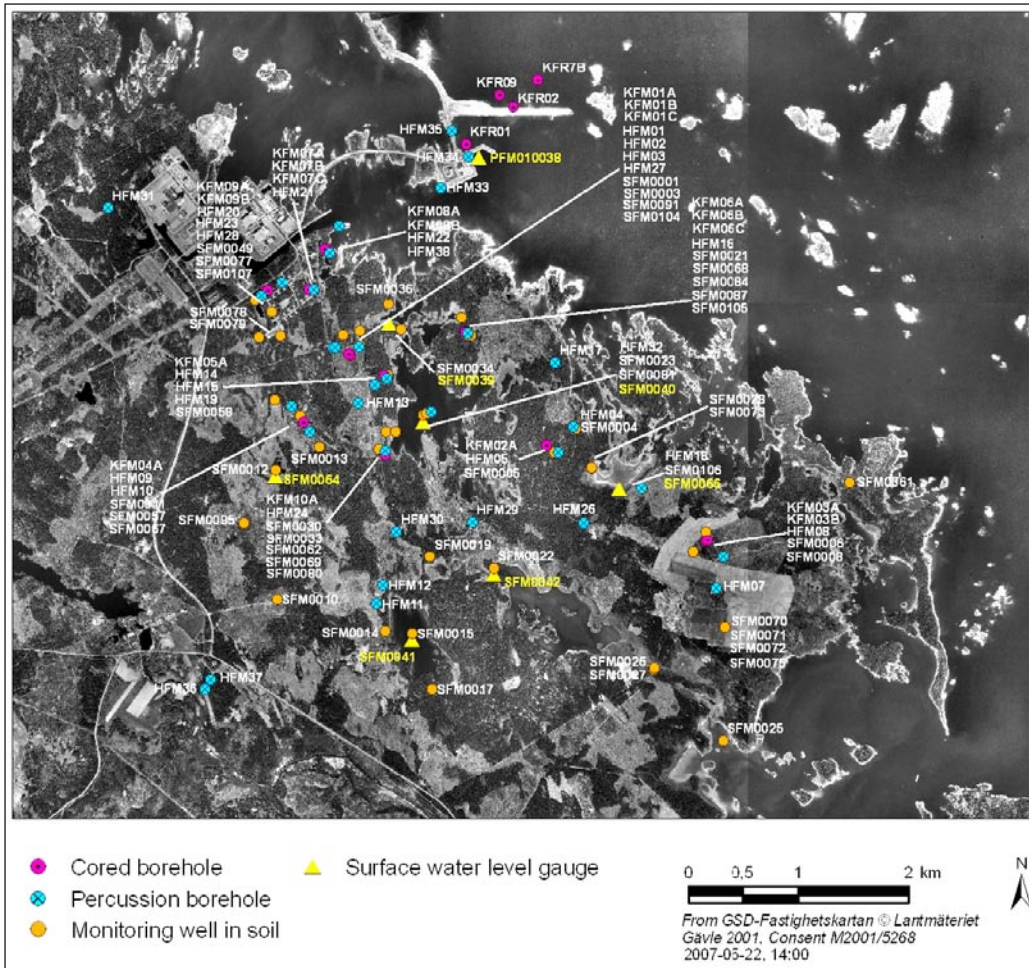 KFR7B
KFR09
KFR02
HFM35
KFR01
HFM34
PFM010038
HFM33
KFM01A
KFM01B
KFM01C
HFM01
HFM02
HFM03
HFM27
SFM0001
SFM0003
SFM0091
SFM0104
KFM07A
KFM07B
KFM07C
HFM21
HFM31
KFM09A
KFM09B
HFM20
HFM23
HFM28
SFM0049
SFM0077
SFM0107
KFM08A
KFM08B
HFM22
HFM38
KFM06A
KFM06B
KFM06C
HFM16
SFM0021
SFM0068
SFM0084
SFM0087
SFM0105
SFM0078
SFM0079
SFM0036
SFM0034
SFM0039
HFM17
HFM32
SFM0023
SFM0081
SFM0040
KFM05A
HFM14
HFM15
HFM19
SFM0058
HFM13
SFM0028
SFM0073
HFM04
SFM0004
KFM02A
HFM05
SFM0005
SFM0013
SFM0012
SFM0064
HFM18
SFM0106
SFM0066
SFM0061
KFM04A
HFM09
HFM10
SFM0057
SFM0067
KFM10A
HFM24
SFM0030
SFM0033
SFM0062
SFM0069
SFM0080
SFM0095
HFM30
HFM29
HFM26
KFM03A
KFM03B
HFM08
SFM0006
SFM0008
SFM0019
SFM0022
SFM0042
HFM12
HFM11
HFM07
SFM0010
SFM0014
SFM0015
SFM0041
SFM0070
SFM0071
SFM0072
SFM0075
SFM0026
SFM0027
HFM37
HFM36
SFM0017
SFM0025
Cored borehole
Percussion borehole
Monitoring well in soil
Surface water level gauge
0 0,5 1 2 km
N
From GSD-Fastighetskartan © Lantmäteriet
Gävle 2001, Consent M2001/5268
2007-05-22, 14:00